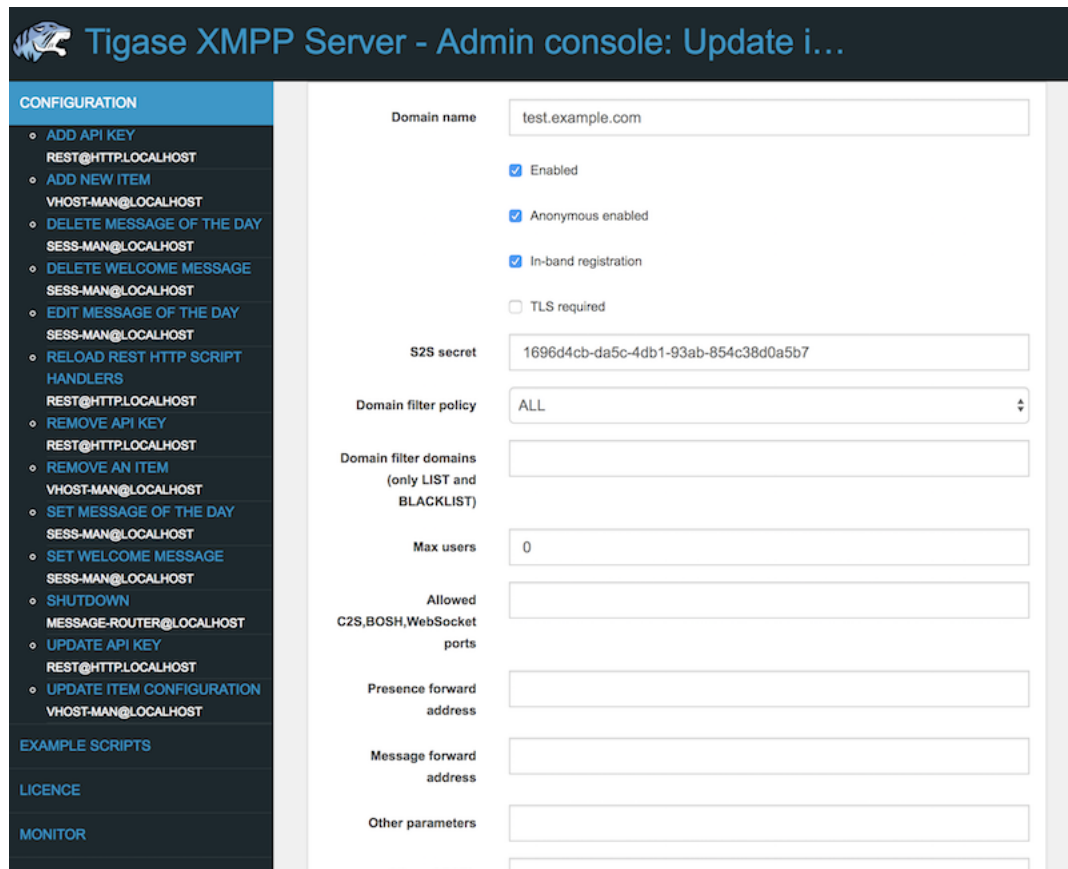 Tigase XMPP Server - Admin console: Update i...
CONFIGURATION
ADD API KEY
REST@HTTP.LOCALHOST
ADD NEW ITEM
VHOST-MAN@LOCALHOST
DELETE MESSAGE OF THE DAY
SESS-MAN@LOCALHOST
DELETE WELCOME MESSAGE
SESS-MAN@LOCALHOST
EDIT MESSAGE OF THE DAY
SESS-MAN@LOCALHOST
RELOAD REST HTTP SCRIPT
HANDLERS
REST@HTTP.LOCALHOST
REMOVE API KEY
REST@HTTP.LOCALHOST
REMOVE AN ITEM
VHOST-MAN@LOCALHOST
SET MESSAGE OF THE DAY
SESS-MAN@LOCALHOST
SET WELCOME MESSAGE
SESS-MAN@LOCALHOST
SHUTDOWN
MESSAGE-ROUTER@LOCALHOST
UPDATE API KEY
REST@HTTP.LOCALHOST
UPDATE ITEM CONFIGURATION
VHOST-MAN@LOCALHOST
EXAMPLE SCRIPTS
LICENCE
MONITOR
Domain name
test.example.com
Enabled
Anonymous enabled
In-band registration
TLS required
S2S secret
1696d4cb-da5c-4db1-93ab-854c38d0a5b7
Domain filter policy
ALL
Domain filter domains
(only LIST and
BLACKLIST)
Max users
0
Allowed
C2S,BOSH,WebSocket
ports
Presence forward
address
Message forward
address
Other parameters